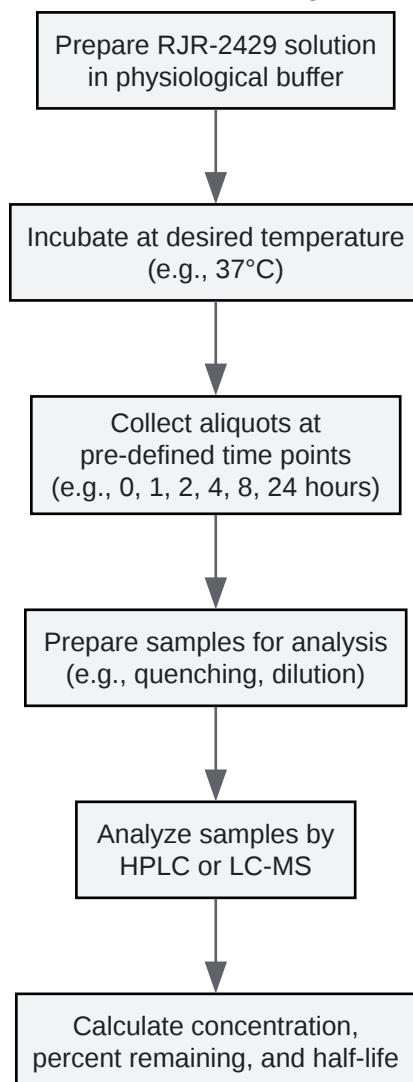 Prepare RJR-2429 solution
in physiological buffer
Incubate at desired temperature
(e.g., 37°C)
Collect aliquots at
pre-defined time points
(e.g., 0, 1, 2, 4, 8, 24 hours)
Prepare samples for analysis
(e.g., quenching, dilution)
Analyze samples by
HPLC or LC-MS
Calculate concentration,
percent remaining, and half-life